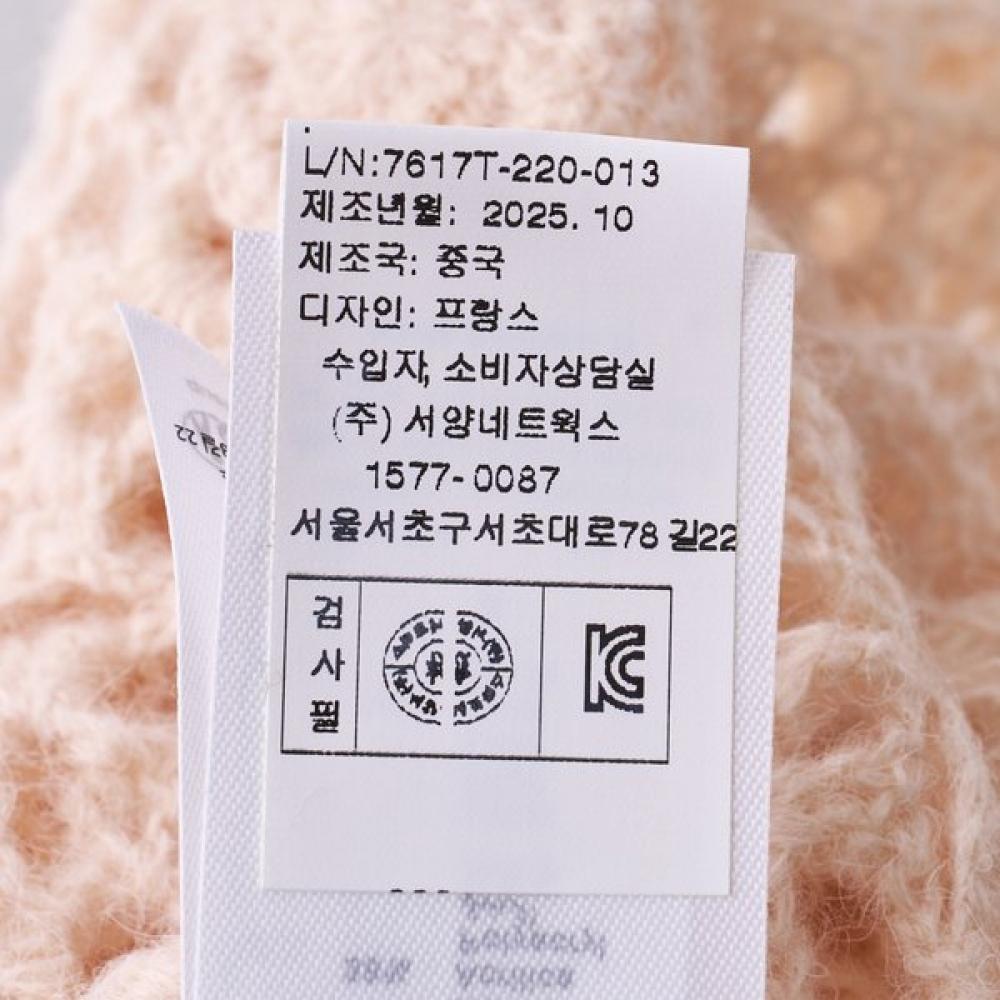 L/N:7617T-220-013
제조년월: 2025. 10
제조국: 중국
디자인: 프랑스
수입자, 소비자상담실
(주) 서양네트웍스
1577-0087
서울서초구서초대로78 길22
검
사
필
KC